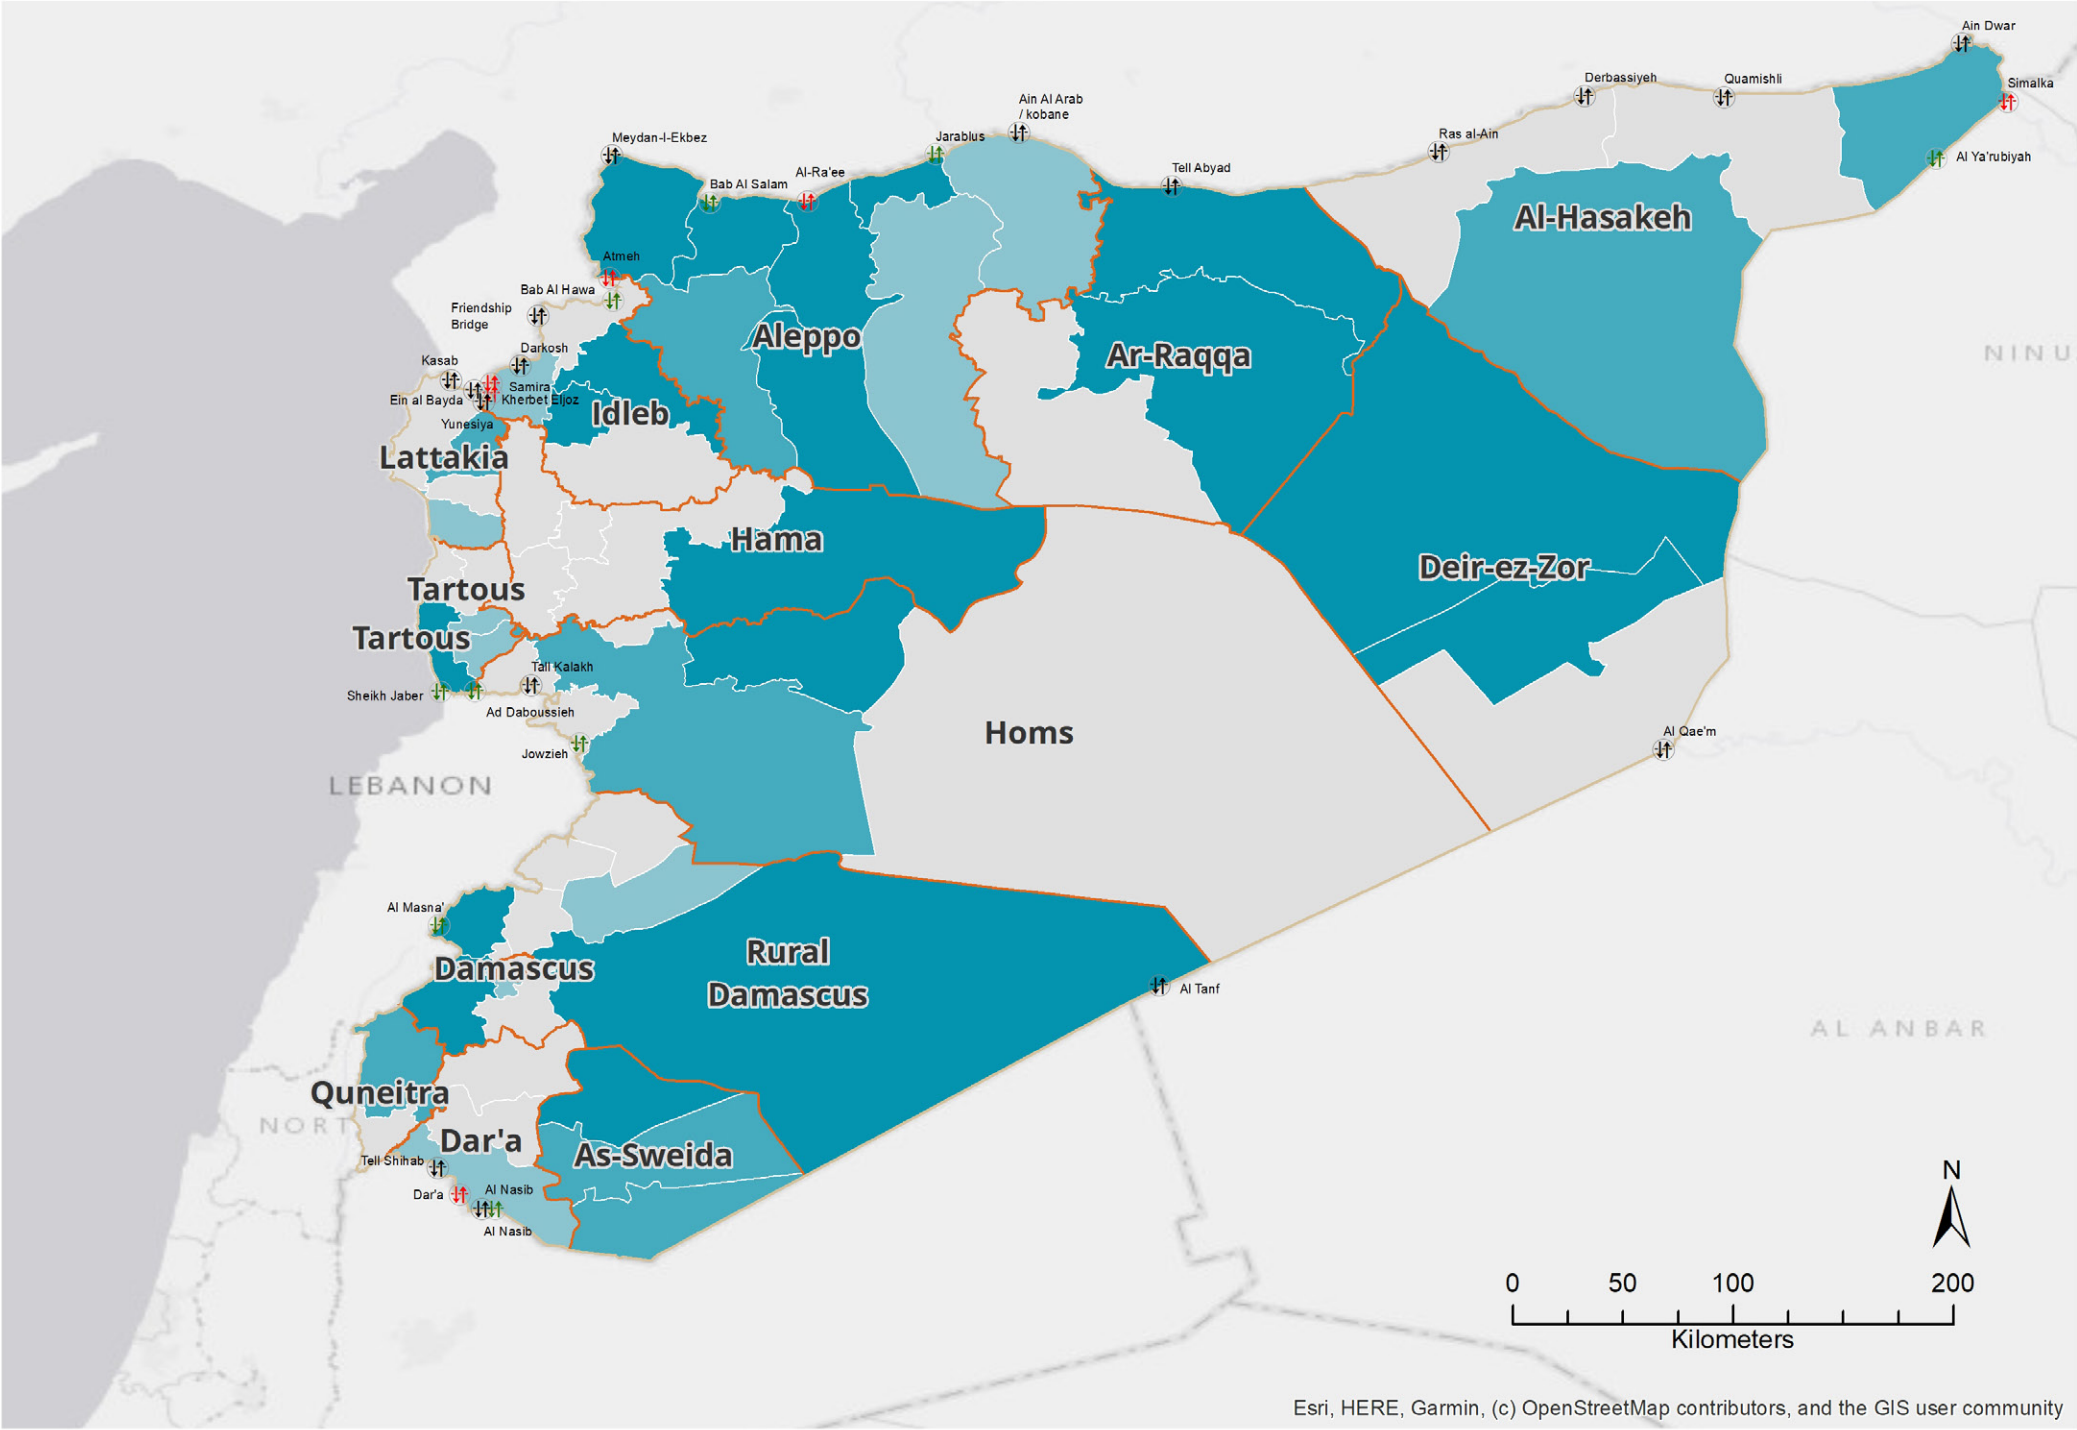 Ain Dwar
Derbassiyeh
Quamishli
Simalka
Ain Al Arab
/ kobane
Meydan-I-Ekbez
Jarablus
Ras al-Ain
Al Ya'rubiyah
Al-Ra'ee
Tell Abyad
Bab Al Salam
Al-Hasakeh
Atmeh
Bab Al Hawa
Friendship
Bridge
Aleppo
Ar-Raqqa
NINU
Darkosh
Kasab
Samira
Ein al Bayda
Kherbet Eljoz
Idleb
Yunesiya
Lattakia
Hama
Deir-ez-Zor
Tartous
Tartous
Tall Kalakh
Sheikh Jaber
Ad Daboussieh
Homs
Al Qae'm
Jowzieh
LEBANON
Al Masna'
Rural
Damascus
Damascus
Al Tanf
AL ANBAR
Quneitra
NORT
Dar'a
As-Sweida
Tell Shihab
Dar'a
Al Nasib
Al Nasib
N
0 50 100 200
Kilometers
Esri, HERE, Garmin, (c) OpenStreetMap contributors, and the GIS user community